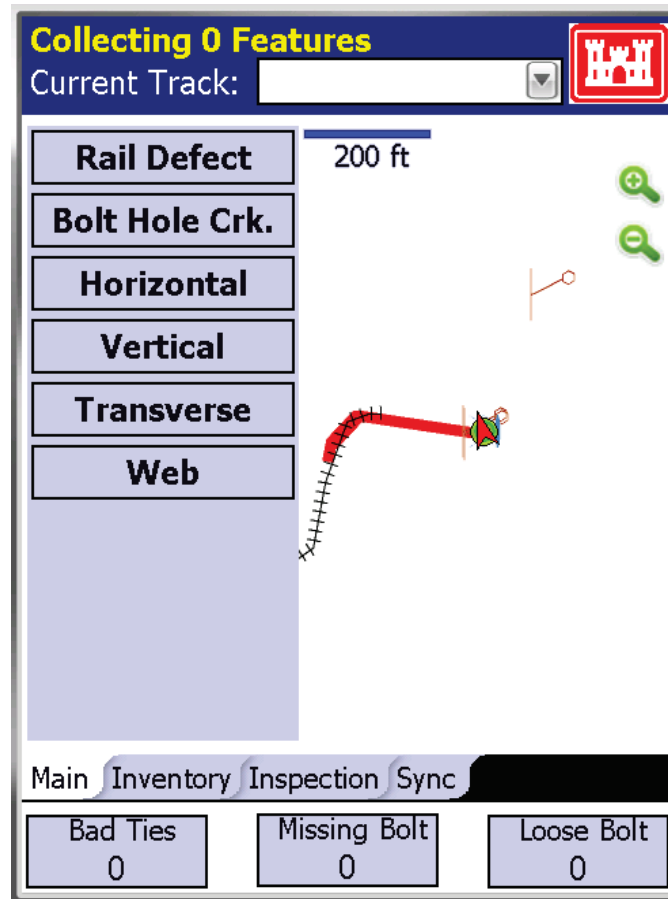 Collecting 0 Features
Current Track:
Rail Defect
200 ft
Bolt Hole Crk.
Horizontal
Vertical
Transverse
Web
Main Inventory Inspection Sync
Bad Ties Missing Bolt Loose Bolt
0 0 0